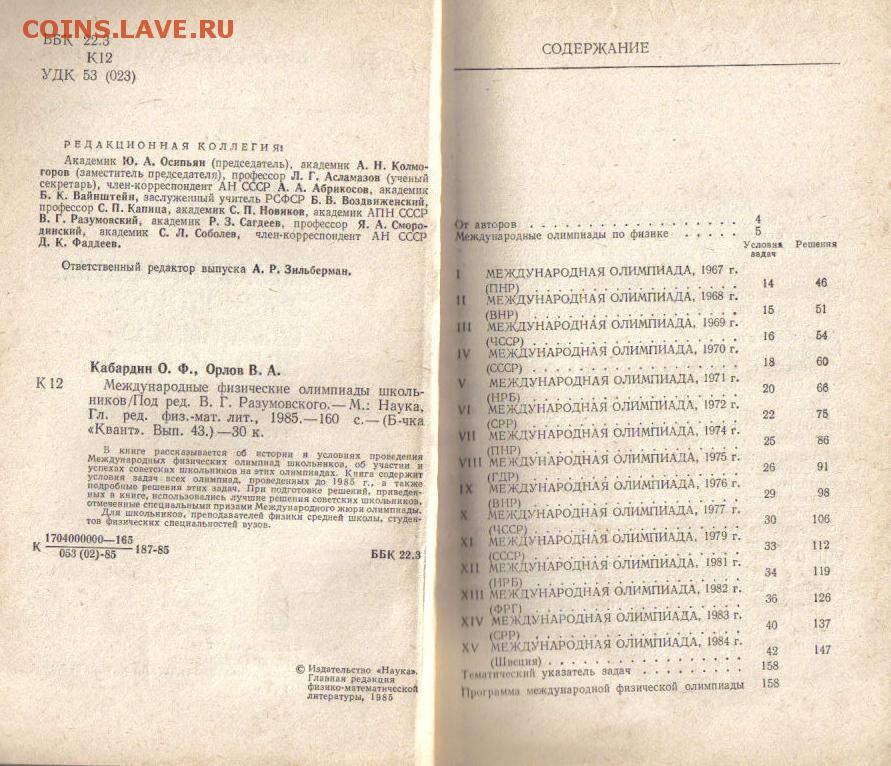 COINS.LAVE.RU
ББК 22.3
К12
УДК 53 (023)
РЕДАКЦИОННАЯ КОЛЛЕГИЯ:
Академик Ю. А. Осипьян (председатель), академик А. Н. Колмо-
горов (заместитель председателя), профессор Л. Г. Асламазов (ученый
секретарь), член-корреспондент АН СССР А. А. Абрикосов, академик
Б. К. Вайнштейн, заслуженный учитель РСФСР Б. В. Воздвиженский,
профессор С. П. Капица, академик С. П. Новиков, академик АПН СССР
В. Г. Разумовский, академик Р. З. Сагдеев, профессор Я. А. Сморо-
динский, академик С. Л. Соболев, член-корреспондент АН СССР
Д. К. Фаддеев.
Ответственный редактор выпуска А. Р. Зильберман.
Кабардин О. Ф., Орлов В. А.
К 12 Международные физические олимпиады школь-
ников/Под ред. В. Г. Разумовского.— М.: Наука,
Гл. ред. физ.-мат. лит., 1985.—160 с.—(Б-чка
«Квант». Вып. 43.)—30 к.
В книге рассказывается об истории и условиях проведения
Международных физических олимпиад школьников, об участии и
успехах советских школьников на этих олимпиадах. Книга содержит
условия задач всех олимпиад, проведенных до 1985 г., а также
подробные решения этих задач. При подготовке решений, приведен-
ных в книге, использовались лучшие решения советских школьников,
отмеченные специальными призами Международного жюри олимпиады.
Для школьников, преподавателей физики средней школы, студен-
тов физических специальностей вузов.
К 1704000000—165
053 (02)-85 187-85 ББК 22.3
© Издательство «Наука».
Главная редакция
физико-математической
литературы, 1985
СОДЕРЖАНИЕ
От авторов . . . . . . . . . . . . . . . . . 4
Международные олимпиады по физике . . . . . 5
Условия Решения
задач
I МЕЖДУНАРОДНАЯ ОЛИМПИАДА, 1967 г.
(ПНР) . . . . . . . . . . . . . . . . 14 46
II МЕЖДУНАРОДНАЯ ОЛИМПИАДА, 1968 г.
(ВНР) . . . . . . . . . . . . . . . . 15 51
III МЕЖДУНАРОДНАЯ ОЛИМПИАДА, 1969 г.
(ЧССР) . . . . . . . . . . . . . . . . 16 54
IV МЕЖДУНАРОДНАЯ ОЛИМПИАДА, 1970 г.
(СССР) . . . . . . . . . . . . . . . . 18 60
V МЕЖДУНАРОДНАЯ ОЛИМПИАДА, 1971 г.
(НРБ) . . . . . . . . . . . . . . . . 20 66
VI МЕЖДУНАРОДНАЯ ОЛИМПИАДА, 1972 г.
(СРР) . . . . . . . . . . . . . . . . 22 75
VII МЕЖДУНАРОДНАЯ ОЛИМПИАДА, 1974 г.
(ПНР) . . . . . . . . . . . . . . . . 25 86
VIII МЕЖДУНАРОДНАЯ ОЛИМПИАДА, 1975 г.
(ГДР) . . . . . . . . . . . . . . . . 26 91
IX МЕЖДУНАРОДНАЯ ОЛИМПИАДА, 1976 г.
(ВНР) . . . . . . . . . . . . . . . . 29 98
X МЕЖДУНАРОДНАЯ ОЛИМПИАДА, 1977 г.
(ЧССР) . . . . . . . . . . . . . . . . 30 106
XI МЕЖДУНАРОДНАЯ ОЛИМПИАДА, 1979 г.
(СССР) . . . . . . . . . . . . . . . . 33 112
XII МЕЖДУНАРОДНАЯ ОЛИМПИАДА, 1981 г.
(НРБ) . . . . . . . . . . . . . . . . 34 119
XIII МЕЖДУНАРОДНАЯ ОЛИМПИАДА, 1982 г.
(ФРГ) . . . . . . . . . . . . . . . . 36 126
XIV МЕЖДУНАРОДНАЯ ОЛИМПИАДА, 1983 г.
(СРР) . . . . . . . . . . . . . . . . 40 137
XV МЕЖДУНАРОДНАЯ ОЛИМПИАДА, 1984 г.
(Швеция) . . . . . . . . . . . . . . . 42 147
Тематический указатель задач . . . . . . . . . 158
Программа международной физической олимпиады 158